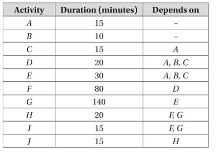 Activity Duration (minutes) Depends on
A 15 –
B 10 –
C 15 A
D 20 A, B, C
E 30 A, B, C
F 80 D
G 140 E
H 20 F, G
I 15 F, G
J 15 H